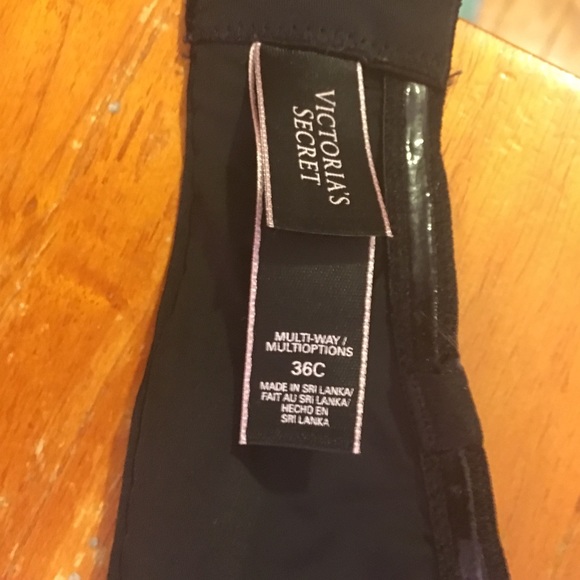 VICTORIA'S
SECRET
MULTI-WAY /
MULTIOPTIONS
36C
MADE IN SRI LANKA/
FAIT AU SRI LANKA/
HECHO EN
SRI LANKA